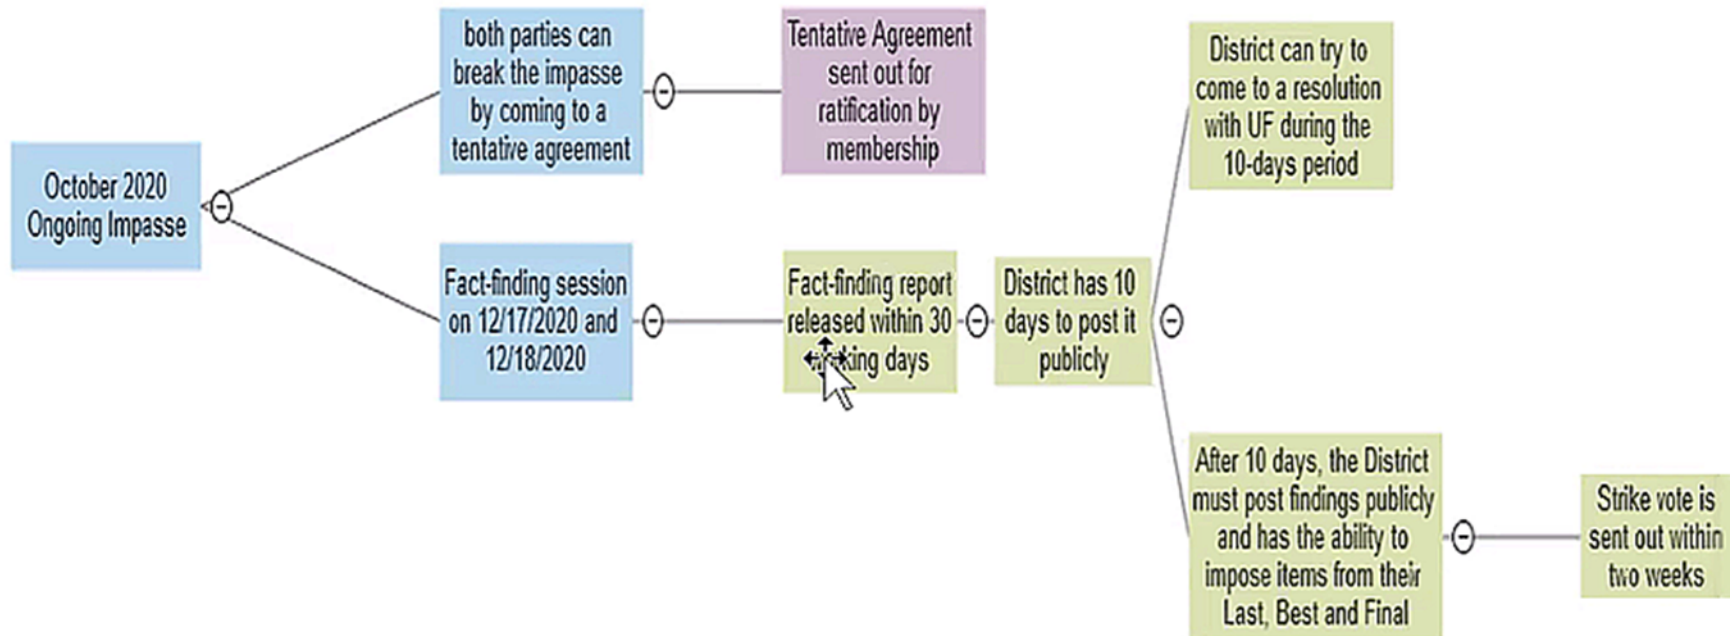 October 2020
Ongoing Impasse
both parties can
break the impasse
by coming to a
tentative agreement
Tentative Agreement
sent out for
ratification by
membership
Fact-finding session
on 12/17/2020 and
12/18/2020
Fact-finding report
released within 30
days
District has 10
days to post it
publicly
District can try to
come to a resolution
with UF during the
10-days period
After 10 days, the District
must post findings publicly
and has the ability to
impose items from their
Last, Best and Final
Strike vote is
sent out within
two weeks